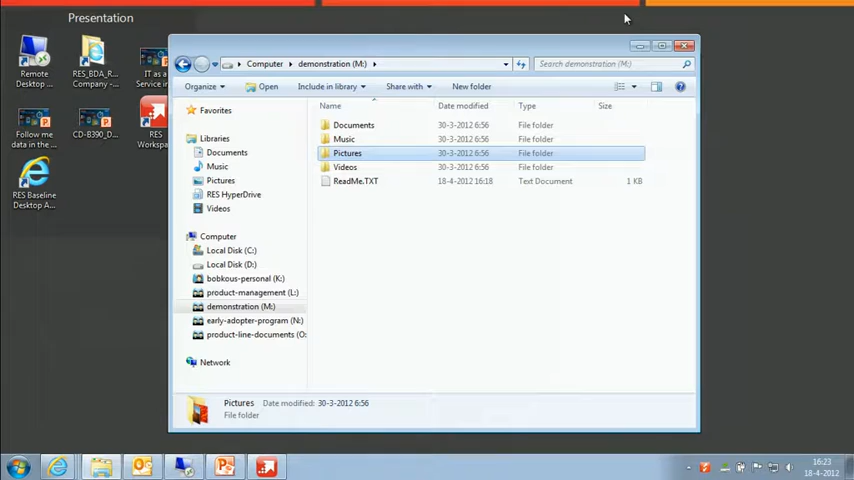 Presentation
Remote
Desktop ...
RES_BDA_R...
Company -...
IT as a
Service in
Follow me
data in the ...
CD-B390_D...
RES
Workspa
RES Baseline
Desktop A...
Computer
demonstration (M:)
Search demonstration (M:)
Organize
Open
Include in library
Share with
New folder
Name Date modified Type Size
Documents 30-3-2012 6:56 File folder
Music 30-3-2012 6:56 File folder
Pictures 30-3-2012 6:56 File folder
Videos 30-3-2012 6:56 File folder
ReadMe.TXT 18-4-2012 16:18 Text Document 1 KB
Favorites
Libraries
Documents
Music
Pictures
RES HyperDrive
Videos
Computer
Local Disk (C:)
Local Disk (D:)
bobkous-personal (K:)
product-management (L:)
demonstration (M:)
early-adopter-program (N:)
product-line-documents (O:
Network
Pictures Date modified: 30-3-2012 6:56
File folder
16:23
18-4-2012